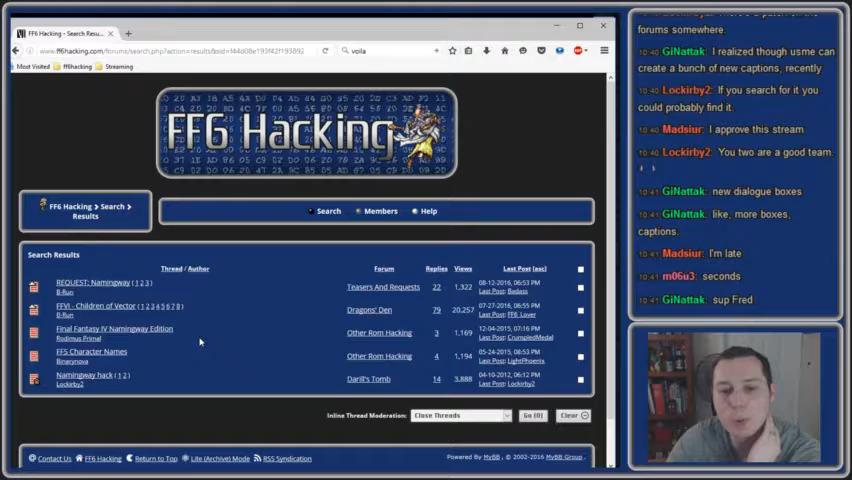 FF6 Hacking - Search Resu...
www.ff6hacking.com/forums/search.php?action=results&sid=f44d08e193f42f193892
voila
Most Visited
ff6hacking
Streaming
FF6 Hacking
FF6 Hacking > Search >
Results
Search
Members
Help
Search Results
Thread / Author
Forum
Replies
Views
Last Post [asc]
REQUEST: Namingway (1 2 3)
B-Run
Teasers And Requests
22
1,322
08-12-2016, 06:53 PM
Last Post: Badass
FFVI - Children of Vector (1 2 3 4 5 6 7 8)
B-Run
Dragons' Den
79
20,257
07-27-2016, 06:55 PM
Last Post: FF6_Lover
Final Fantasy IV Namingway Edition
Rodimus Primal
Other Rom Hacking
3
1,169
12-04-2015, 07:16 PM
Last Post: CrumpledMedal
FF5 Character Names
Binarynova
Other Rom Hacking
4
1,194
05-24-2015, 08:53 PM
Last Post: LightPhoenix
Namingway hack (1 2)
Lockirby2
Darill's Tomb
14
3,888
04-10-2012, 06:12 PM
Last Post: Lockirby2
Inline Thread Moderation:
Close Threads
Go (0)
Clear
Contact Us
FF6 Hacking
Return to Top
Lite (Archive) Mode
RSS Syndication
Powered By MyBB, © 2002-2016 MyBB Group.
forums somewhere.
10:40 GiNattak: I realized though usme can
create a bunch of new captions, recently
10:40 Lockirby2: If you search for it you
could probably find it.
10:40 Madsiur: I approve this stream
10:40 Lockirby2: You two are a good team.
10:41 GiNattak: new dialogue boxes
10:41 GiNattak: like, more boxes,
captions.
10:41 Madsiur: I'm late
10:41 m06u3: seconds
10:41 GiNattak: sup Fred